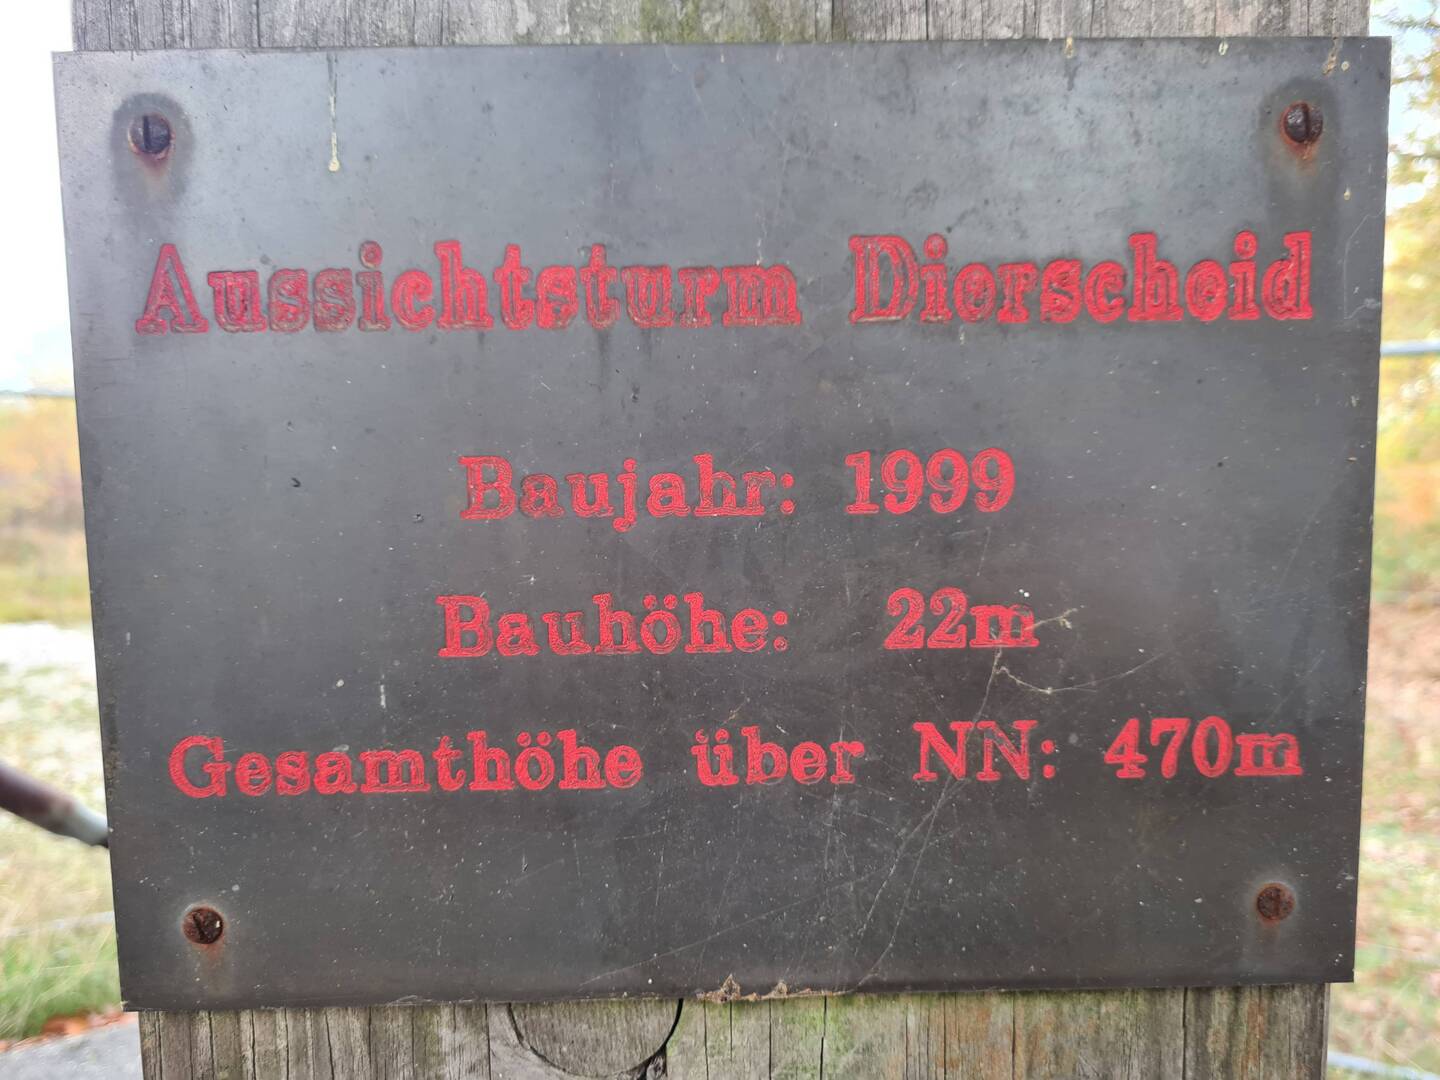 Aussichtsturm Dierscheid
Baujahr: 1999
Bauhöhe: 22m
Gesamthöhe über NN: 470m